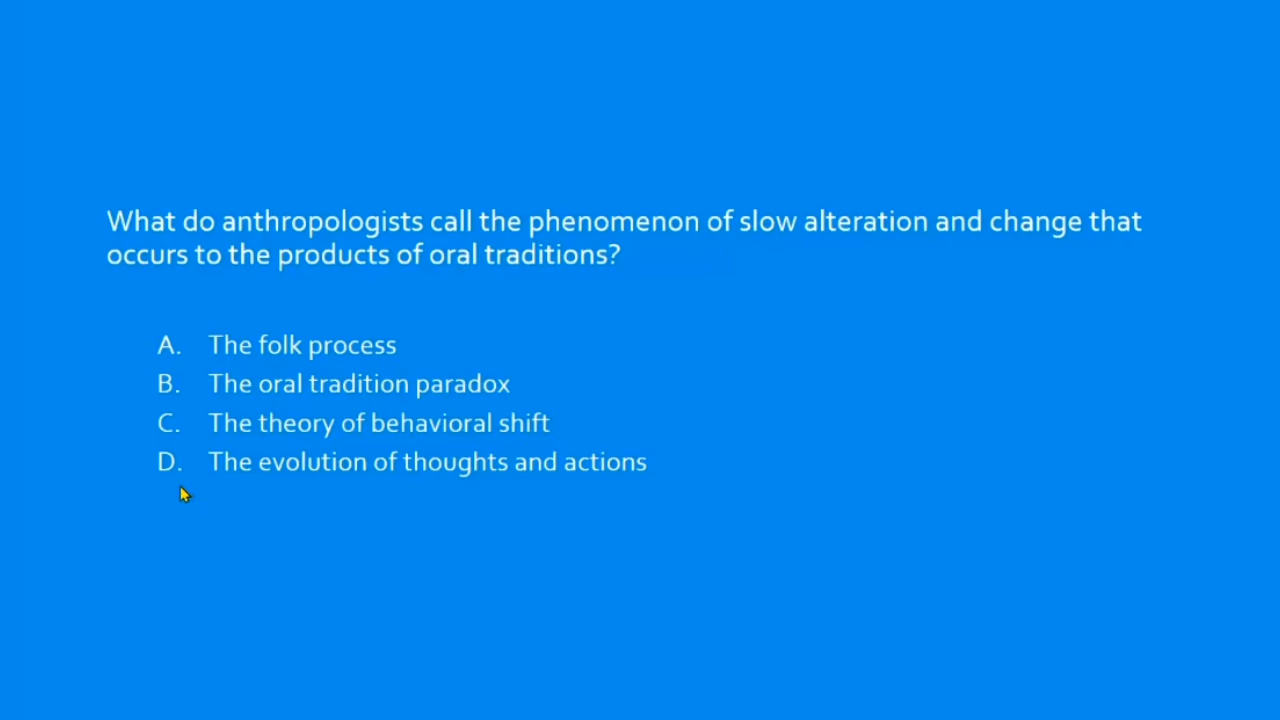 What do anthropologists call the phenomenon of slow alteration and change that
occurs to the products of oral traditions?
A. The folk process
B. The oral tradition paradox
C. The theory of behavioral shift
D. The evolution of thoughts and actions